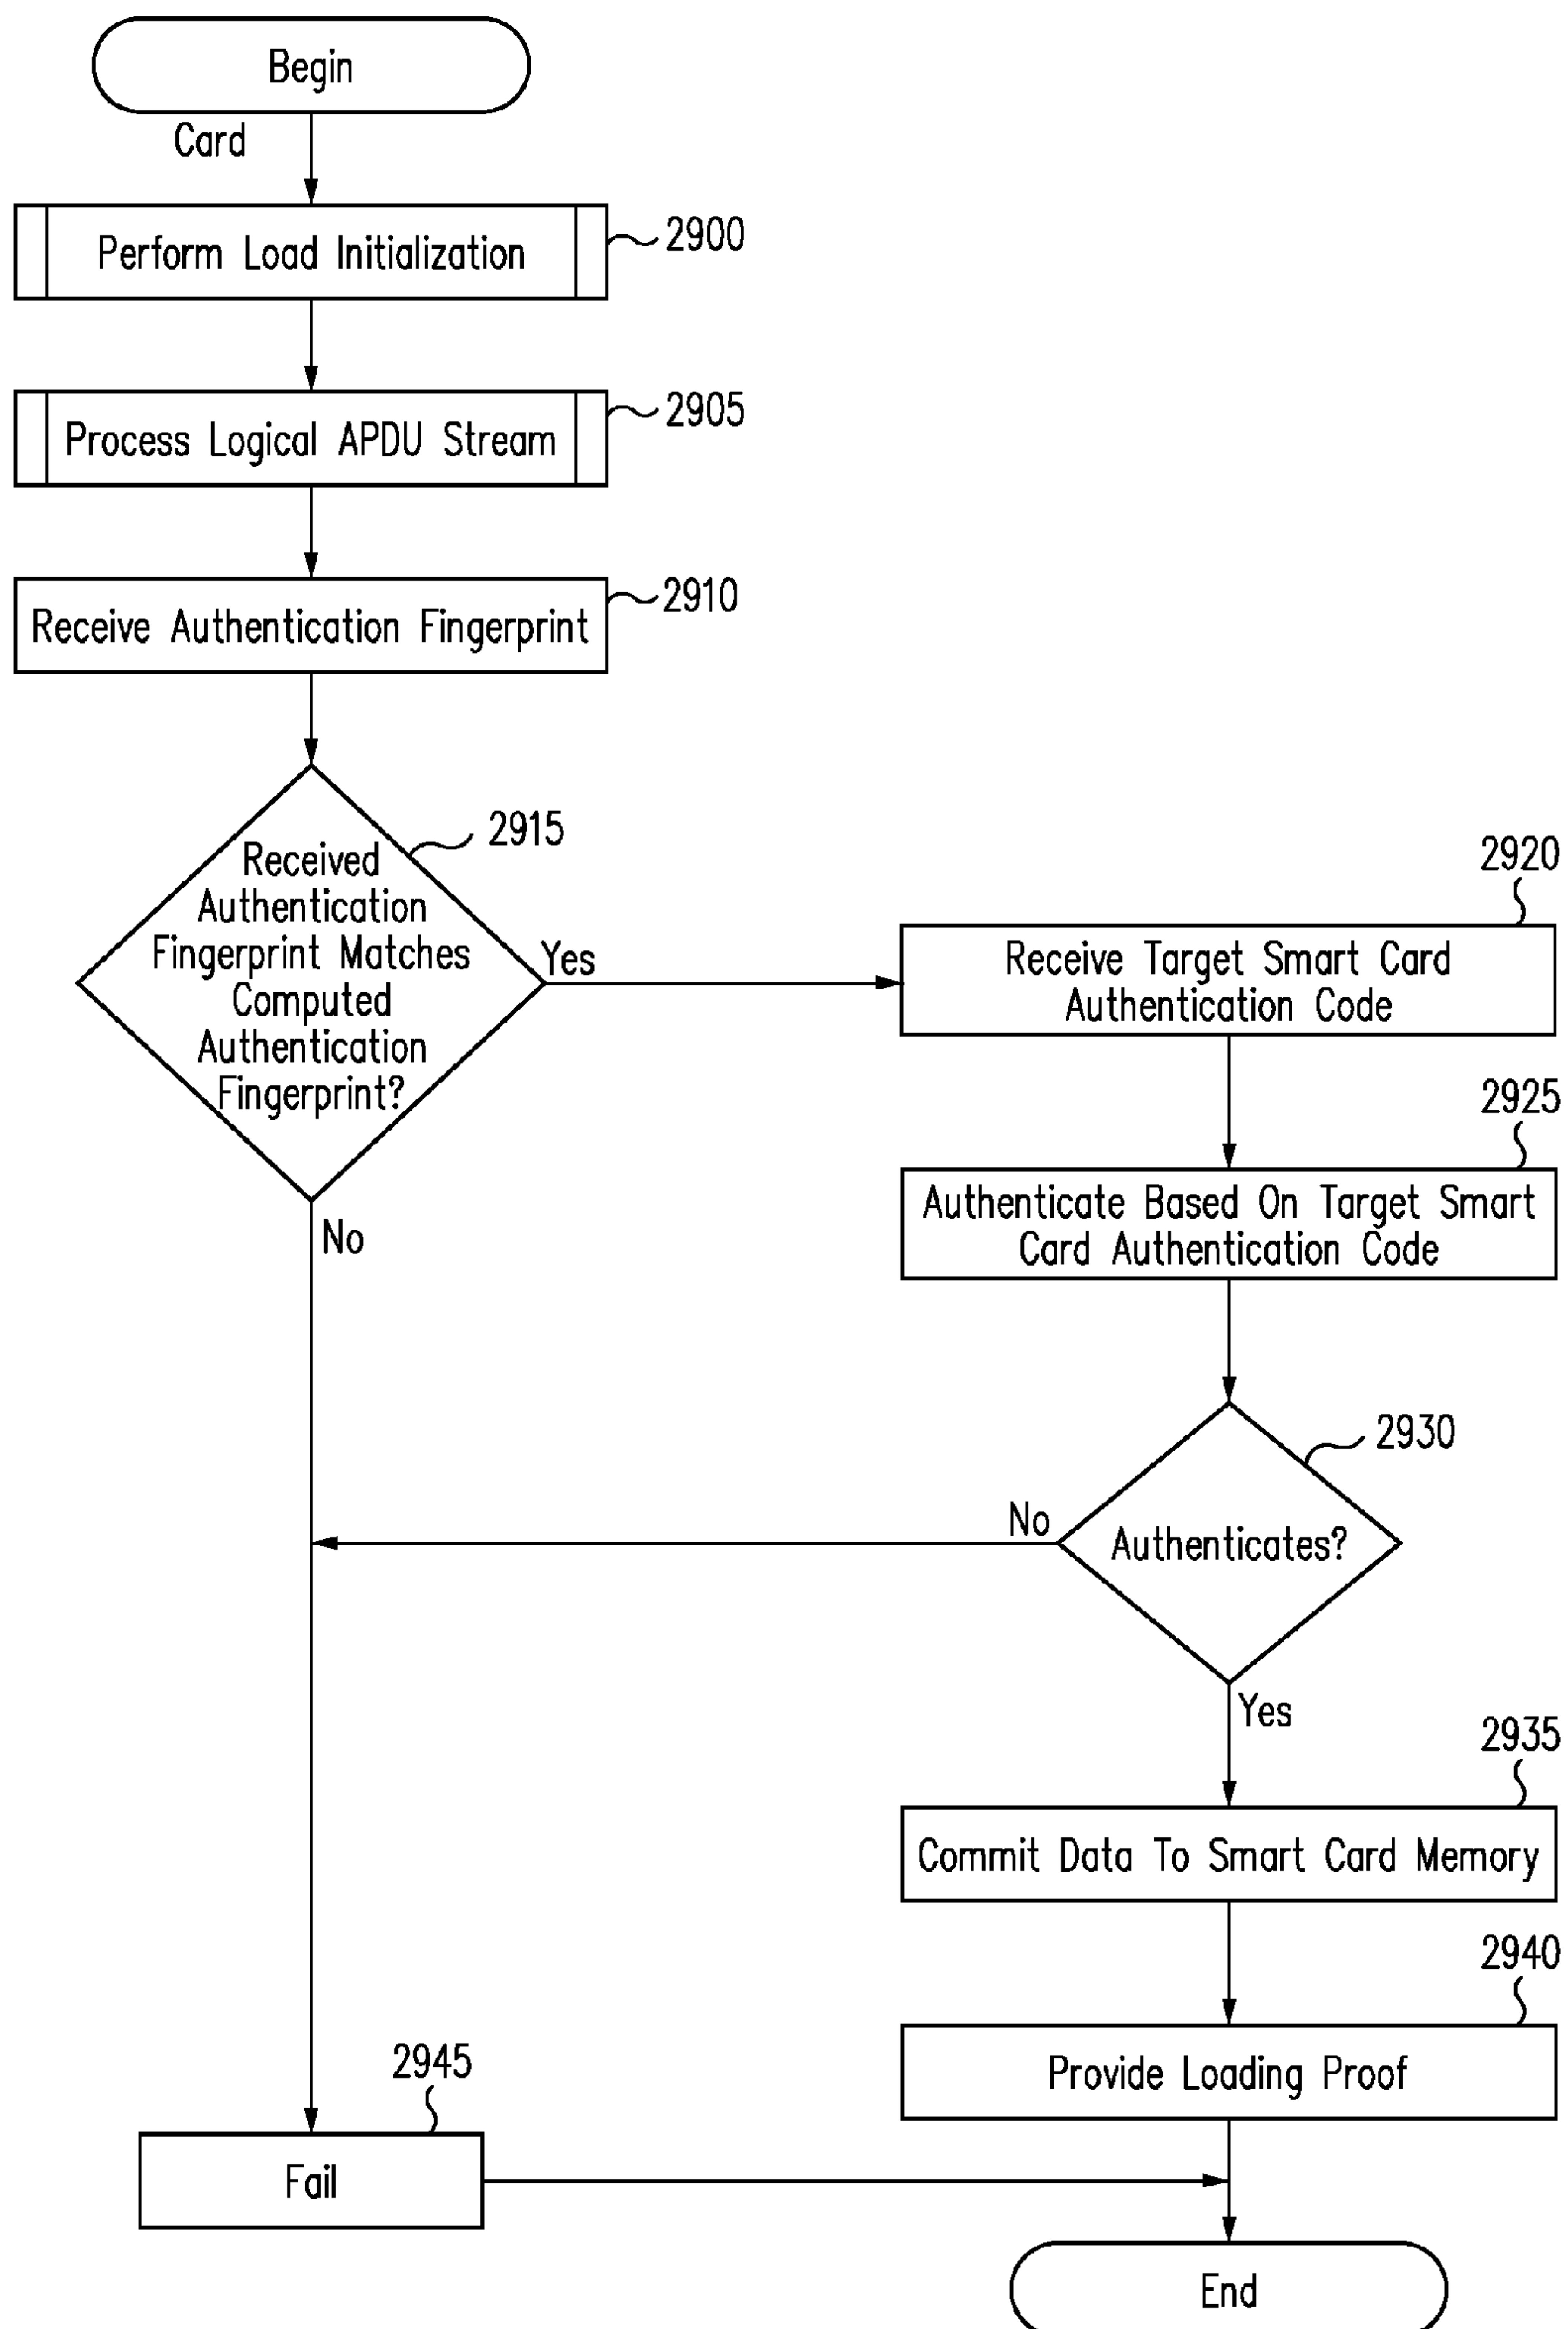 Begin
Card
Perform Load Initialization
2900
Process Logical APDU Stream
2905
Receive Authentication Fingerprint
2910
Received
Authentication
Fingerprint Matches
Computed
Authentication
Fingerprint?
2915
Yes
No
2920
Receive Target Smart Card
Authentication Code
2925
Authenticate Based On Target Smart
Card Authentication Code
2930
Authenticates?
No
Yes
2935
Commit Data To Smart Card Memory
2940
Provide Loading Proof
2945
Fail
End